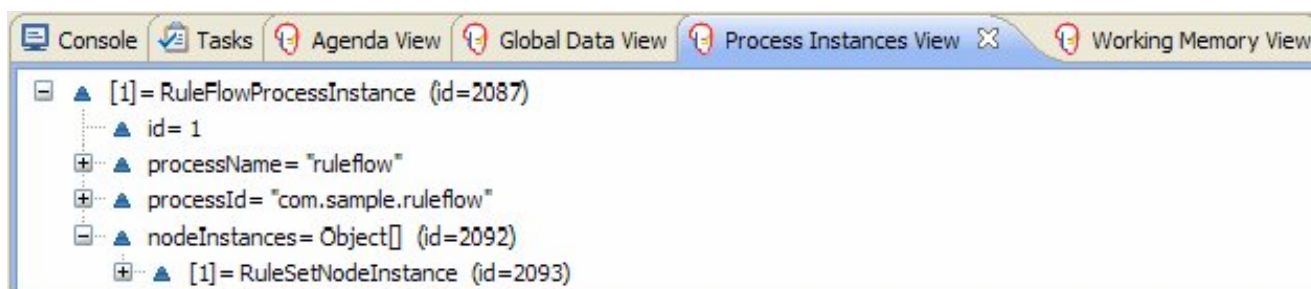 Console Tasks Agenda View Global Data View Process Instances View Working Memory View
[1]= RuleFlowProcessInstance (id=2087)
id= 1
processName= "ruleflow"
processId= "com.sample.ruleflow"
nodeInstances= Object[] (id=2092)
[1]= RuleSetNodeInstance (id=2093)